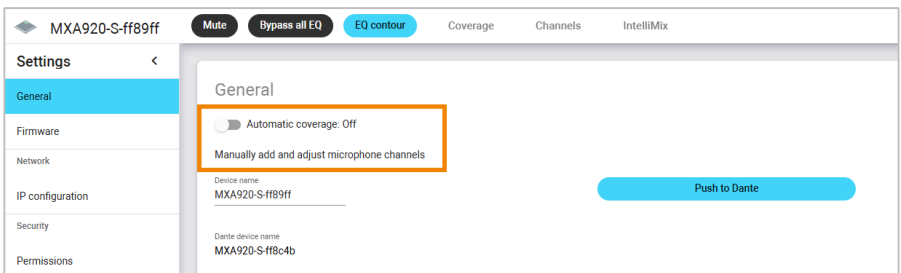 MXA920-S-ff89ff
Mute Bypass all EQ EQ contour Coverage Channels IntelliMix
Settings
General
Firmware
Network
IP configuration
Security
Permissions
General
Automatic coverage: Off
Manually add and adjust microphone channels
Device name
MXA920-S-ff89ff
Push to Dante
Dante device name
MXA920-S-ff8c4b